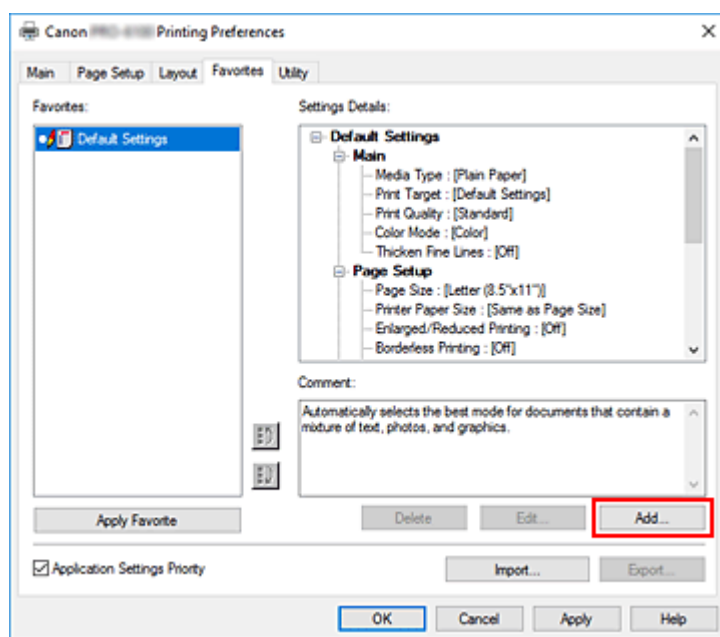 Canon Printing Preferences
Main Page Setup Layout Favorites Utility
Favorites:
Default Settings
Settings Details:
Default Settings
Main
Media Type : [Plain Paper]
Print Target : [Default Settings]
Print Quality : [Standard]
Color Mode : [Color]
Thicken Fine Lines : [Off]
Page Setup
Page Size : [Letter (8.5"x11")]
Printer Paper Size : [Same as Page Size]
Enlarged/Reduced Printing : [Off]
Borderless Printing : [Off]
Comment:
Automatically selects the best mode for documents that contain a
mixture of text, photos, and graphics.
Apply Favorite
Delete Edit... Add...
Application Settings Priority
Import... Export...
OK Cancel Apply Help